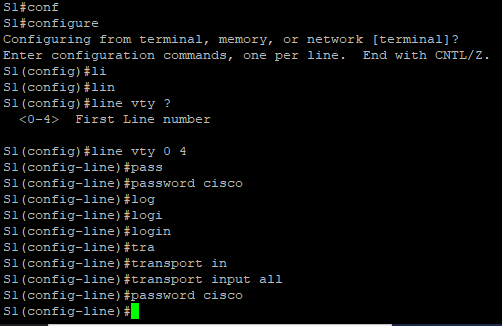 S1#conf
S1#configure
Configuring from terminal, memory, or network [terminal]?
Enter configuration commands, one per line.  End with CNTL/Z.
S1(config)#li
S1(config)#lin
S1(config)#line vty ?
  <0-4>  First Line number
S1(config)#line vty 0 4
S1(config-line)#pass
S1(config-line)#password cisco
S1(config-line)#log
S1(config-line)#logi
S1(config-line)#login
S1(config-line)#tra
S1(config-line)#transport in
S1(config-line)#transport input all
S1(config-line)#password cisco
S1(config-line)#